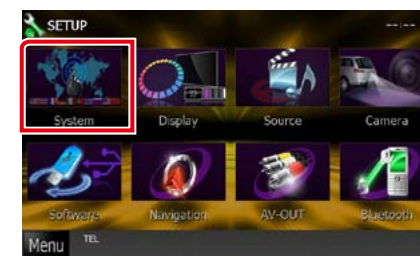 SETUP
--:--
System Display Source Camera
Software Navigation AV-OUT Bluetooth
Menu TEL